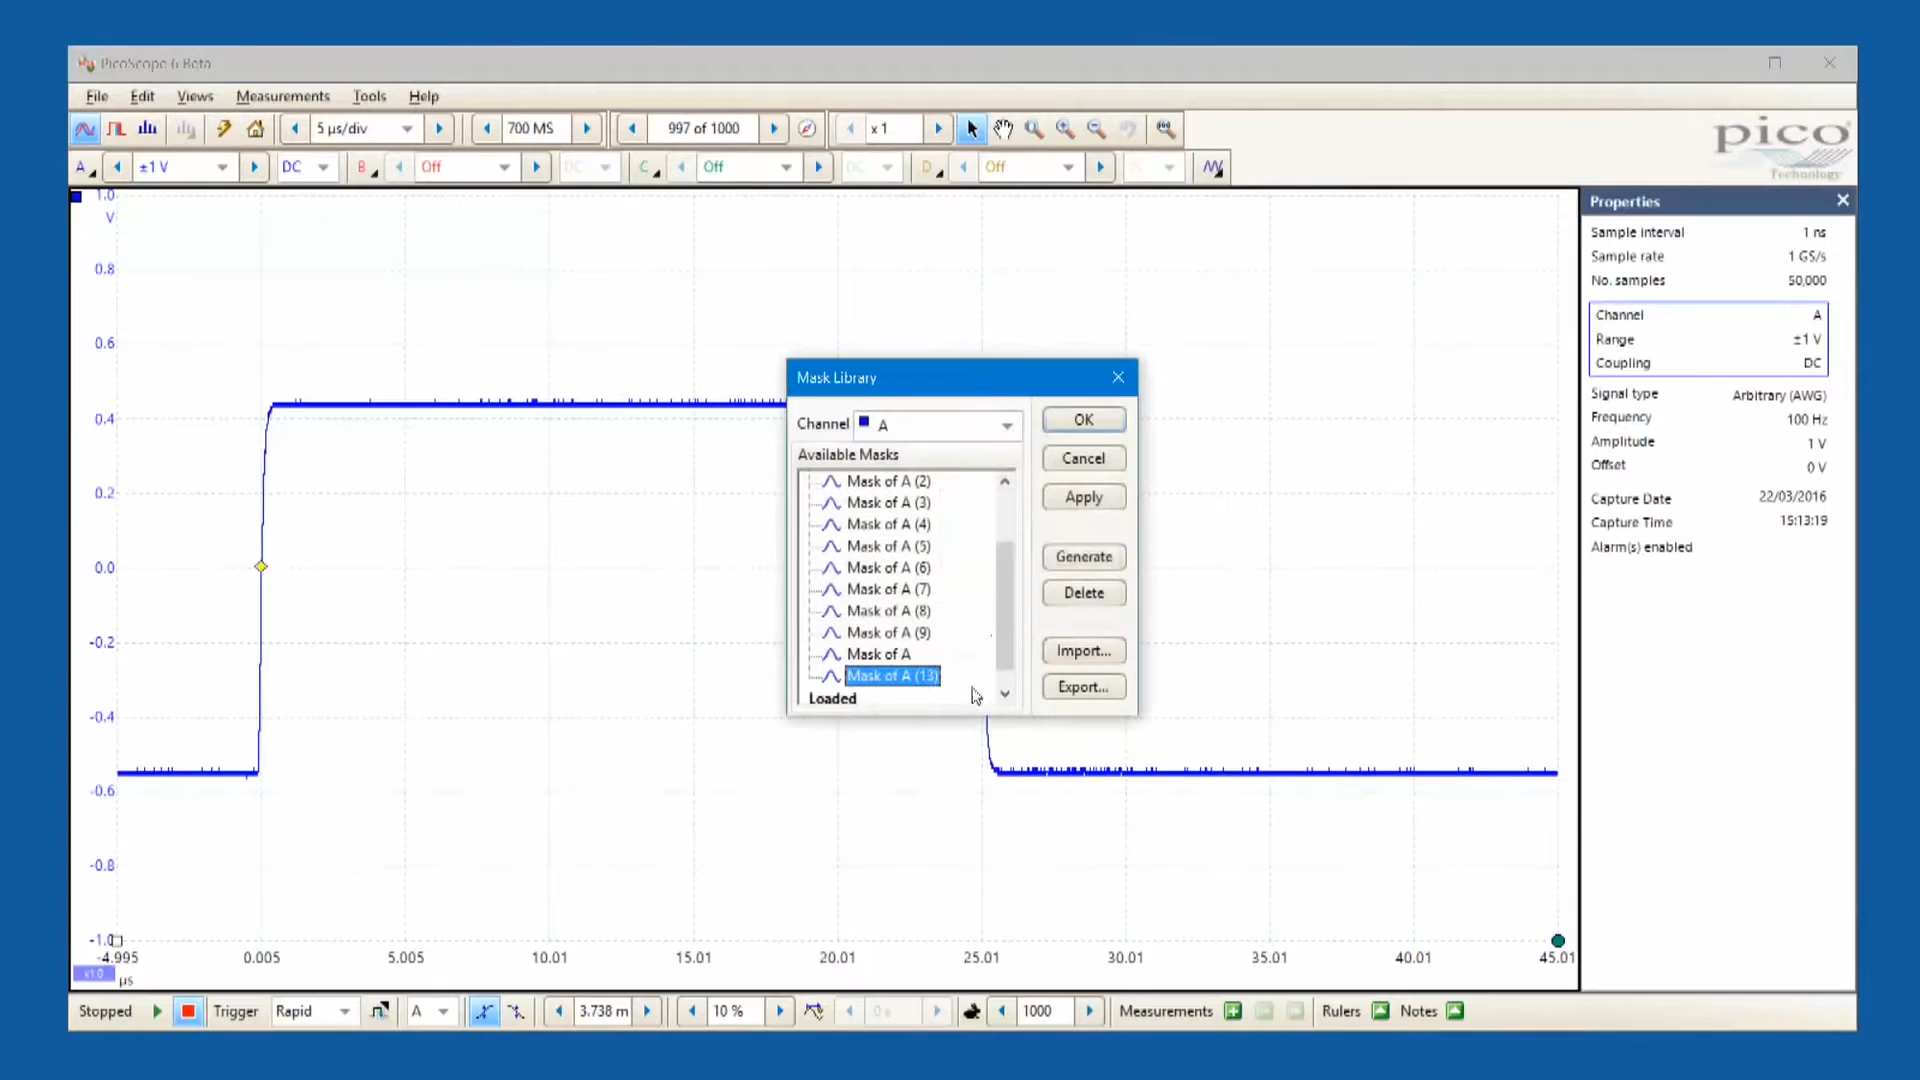 PicoScope 6 Beta
File Edit Views Measurements Tools Help
5 µs/div 700 MS 997 of 1000 x 1
A ±1 V DC B Off DC C Off DC D Off
pico
Technology
1.0
V
0.8
0.6
0.4
0.2
0.0
-0.2
-0.4
-0.6
-0.8
-1.0
-4.995 0.005 5.005 10.01 15.01 20.01 25.01 30.01 35.01 40.01 45.01
x1.0
µs
Mask Library
Channel A
Available Masks
Mask of A (2)
Mask of A (3)
Mask of A (4)
Mask of A (5)
Mask of A (6)
Mask of A (7)
Mask of A (8)
Mask of A (9)
Mask of A
Mask of A (13)
Loaded
OK
Cancel
Apply
Generate
Delete
Import...
Export...
Properties
Sample interval 1 ns
Sample rate 1 GS/s
No. samples 50,000
Channel A
Range ±1 V
Coupling DC
Signal type Arbitrary (AWG)
Frequency 100 Hz
Amplitude 1 V
Offset 0 V
Capture Date 22/03/2016
Capture Time 15:13:19
Alarm(s) enabled
Stopped Trigger Rapid A 3.738 m 10 % 0 s 1000 Measurements Rulers Notes